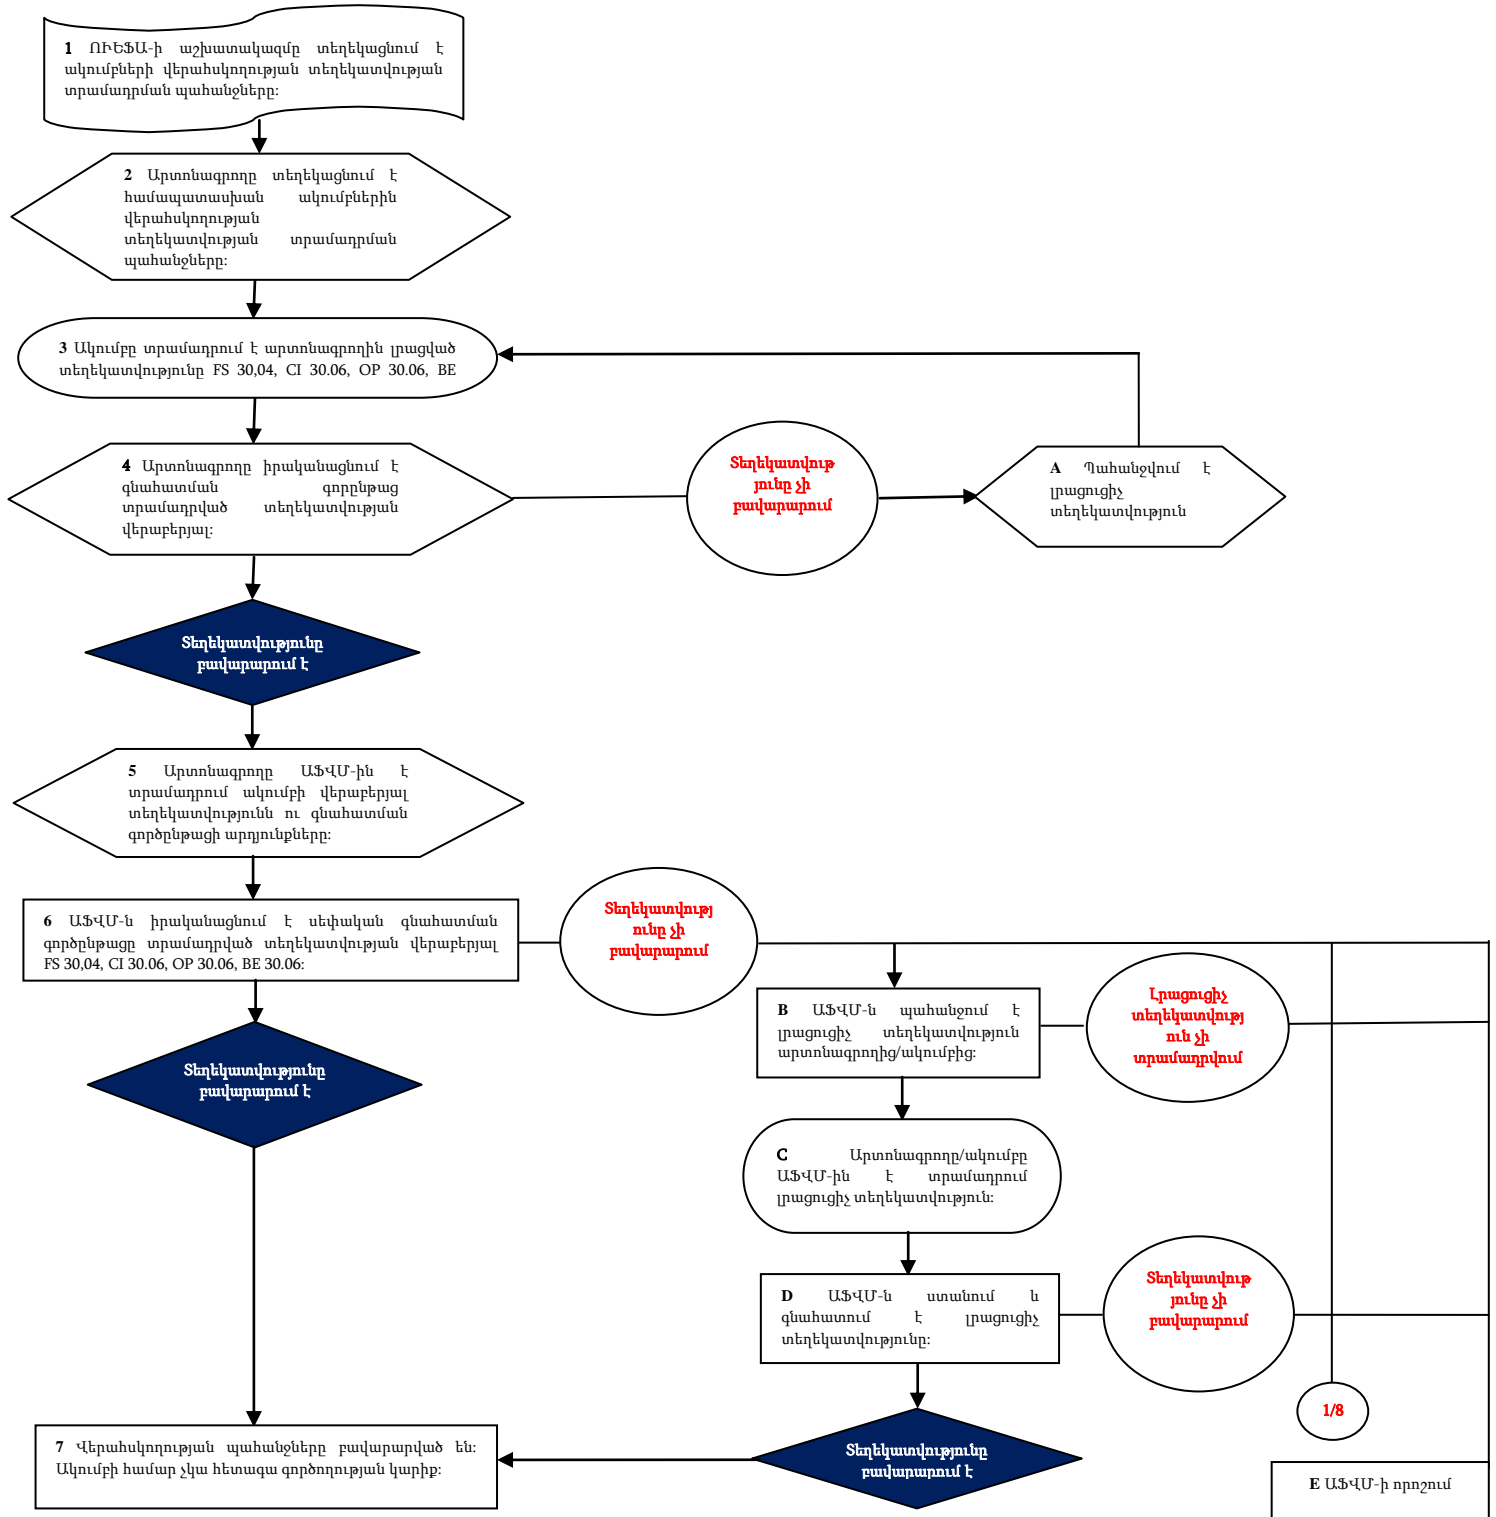 1 ՈՒԵՖԱ-ի աշխատակազմը տեղեկացնում է
ակումբների վերահսկողության տեղեկատվության
տրամադրման պահանջները:
2 Արտոնագրողը տեղեկացնում է
համապատասխան ակումբներին
վերահսկողության
տեղեկատվության տրամադրման
պահանջները:
3 Ակումբը տրամադրում է արտոնագրողին լրացված
տեղեկատվությունը FS 30,04, CI 30.06, OP 30.06, BE
4 Արտոնագրողը իրականացնում է
գնահատման գորընթաց
տրամադրված տեղեկատվության
վերաբերյալ:
Տեղեկատվութ
յունը չի
բավարարում
A Պահանջվում է
լրացուցիչ
տեղեկատվություն
Տեղեկատվությունը
բավարարում է
5 Արտոնագրողը ԱՖՎՄ-ին է
տրամադրում ակումբի վերաբերյալ
տեղեկատվությունն ու գնահատման
գործընթացի արդյունքները:
6 ԱՖՎՄ-ն իրականացնում է սեփական գնահատման
գործընթացը տրամադրված տեղեկատվության վերաբերյալ
FS 30,04, CI 30.06, OP 30.06, BE 30.06:
Տեղեկատվությ
ունը չի
բավարարում
B ԱՖՎՄ-ն պահանջում է
լրացուցիչ տեղեկատվություն
արտոնագրողից/ակումբից:
Լրացուցիչ
տեղեկատվությ
ուն չի
տրամադրվում
Տեղեկատվությունը
բավարարում է
C Արտոնագրողը/ակումբը
ԱՖՎՄ-ին է տրամադրում
լրացուցիչ տեղեկատվություն:
D ԱՖՎՄ-ն ստանում և
գնահատում է լրացուցիչ
տեղեկատվությունը:
Տեղեկատվութ
յունը չի
բավարարում
1/8
7 Վերահսկողության պահանջները բավարարված են:
Ակումբի համար չկա հետագա գործողության կարիք:
Տեղեկատվությունը
բավարարում է
E ԱՖՎՄ-ի որոշում